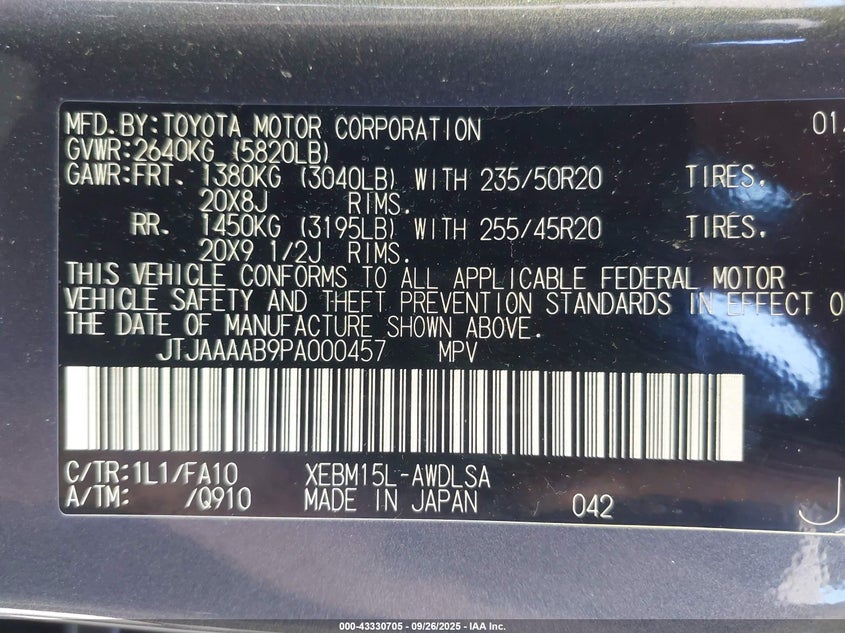 MFD.BY:TOYOTA MOTOR CORPORATION 01.
GVWR:2640KG (5820LB)
GAWR:FRT. 1380KG (3040LB) WITH 235/50R20 TIRES.
20X8J RIMS.
RR. 1450KG (3195LB) WITH 255/45R20 TIRES.
20X9 1/2J RIMS.
THIS VEHICLE CONFORMS TO ALL APPLICABLE FEDERAL MOTOR
VEHICLE SAFETY AND THEFT PREVENTION STANDARDS IN EFFECT O
THE DATE OF MANUFACTURE SHOWN ABOVE.
JTJAAAAB9PA000457 MPV
C/TR:1L1/FA10 XEBM15L-AWDLSA
A/TM: /Q910 MADE IN JAPAN 042 J
000-43330705 - 09/26/2025 - IAA Inc.